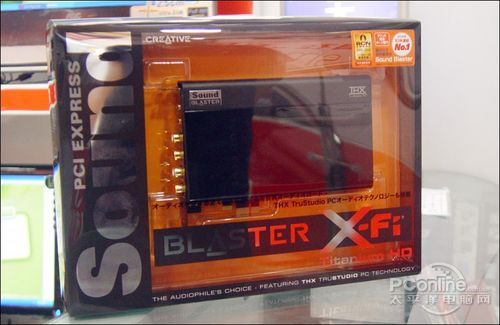 CREATIVE
No.1
Sound Blaster
PCI EXPRESS
Sound
Sound
BLASTER
THX
THX TruStudio PCオーディオテクノロジーも搭載
BLASTER X-Fi
Titanium HD
THE AUDIOPHILE'S CHOICE - FEATURING THX TRUSTUDIO PC TECHNOLOGY
PConline
太平洋电脑网